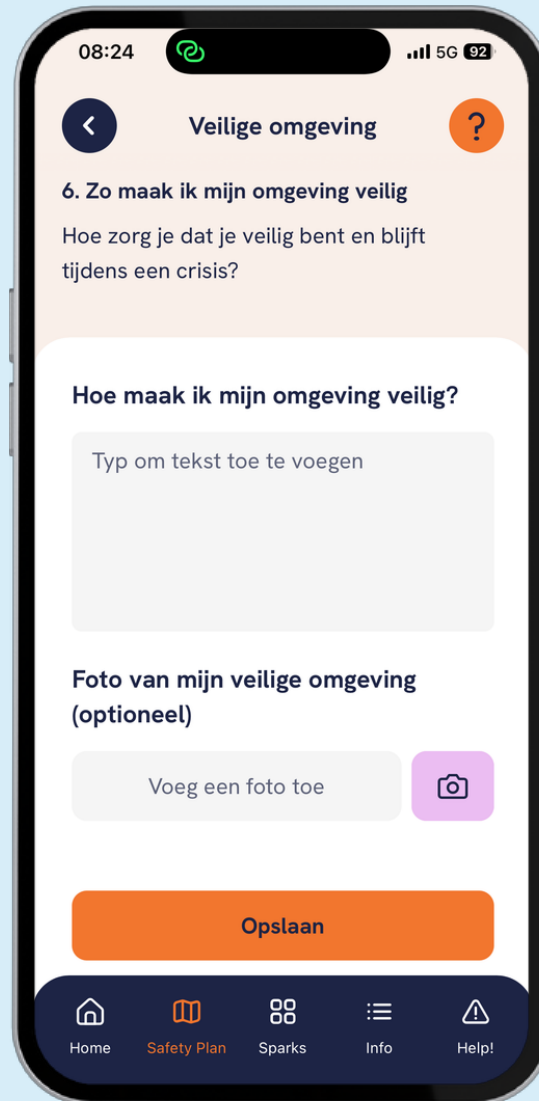 08:24 5G 92
Veilige omgeving ?
6. Zo maak ik mijn omgeving veilig
Hoe zorg je dat je veilig bent en blijft
tijdens een crisis?
Hoe maak ik mijn omgeving veilig?
Typ om tekst toe te voegen
Foto van mijn veilige omgeving
(optioneel)
Voeg een foto toe
Opslaan
Home Safety Plan Sparks Info Help!